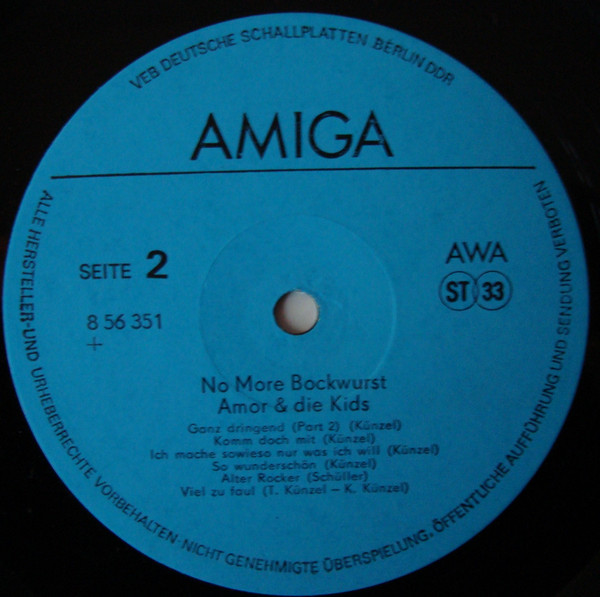 VEB DEUTSCHE SCHALLPLATTEN BERLIN DDR
AMIGA
SEITE 2
AWA
ST 33
8 56 351
+
No More Bockwurst
Amor & die Kids
Ganz dringend (Part 2) (Künzel)
Komm doch mit (Künzel)
Ich mache sowieso nur was ich will (Künzel)
So wunderschön (Künzel)
Alter Rocker (Schüller)
Viel zu faul (T. Künzel – K. Künzel)
ALLE HERSTELLER-UND URHEBERRECHTE VORBEHALTEN·NICHT GENEHMIGTE ÜBERSPIELUNG, ÖFFENTLICHE AUFFÜHRUNG UND SENDUNG VERBOTEN